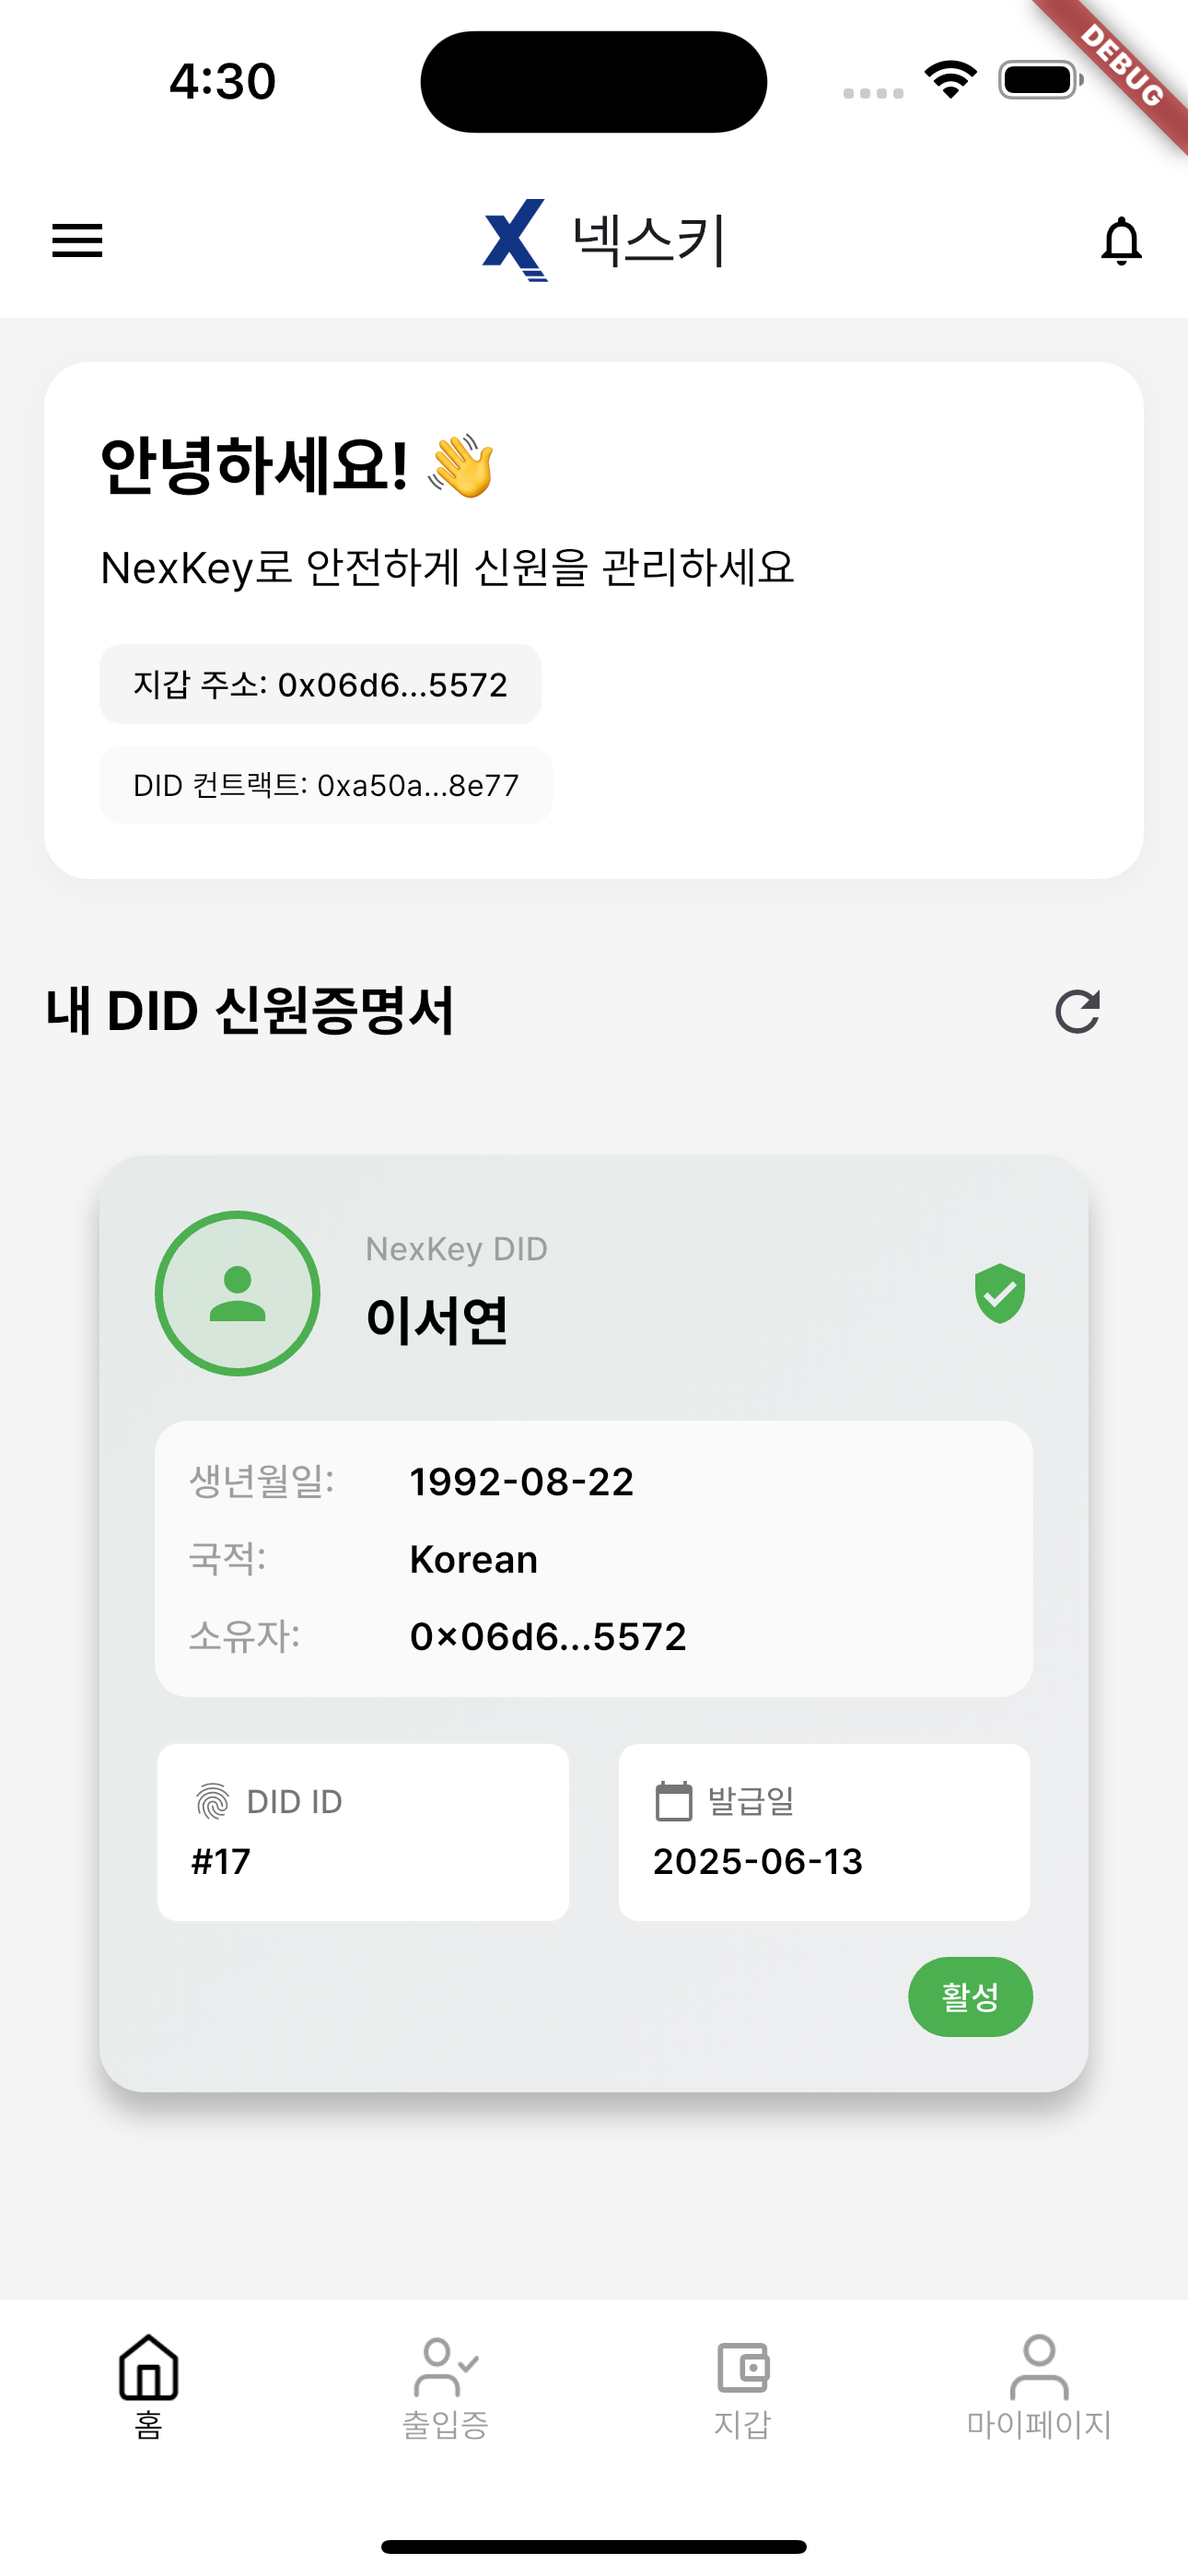 4:30
DEBUG
넥스키
안녕하세요! 👋
NexKey로 안전하게 신원을 관리하세요
지갑 주소: 0x06d6...5572
DID 컨트랙트: 0xa50a...8e77
내 DID 신원증명서
NexKey DID
이서연
생년월일: 1992-08-22
국적: Korean
소유자: 0×06d6...5572
DID ID
#17
발급일
2025-06-13
활성
홈
출입증
지갑
마이페이지